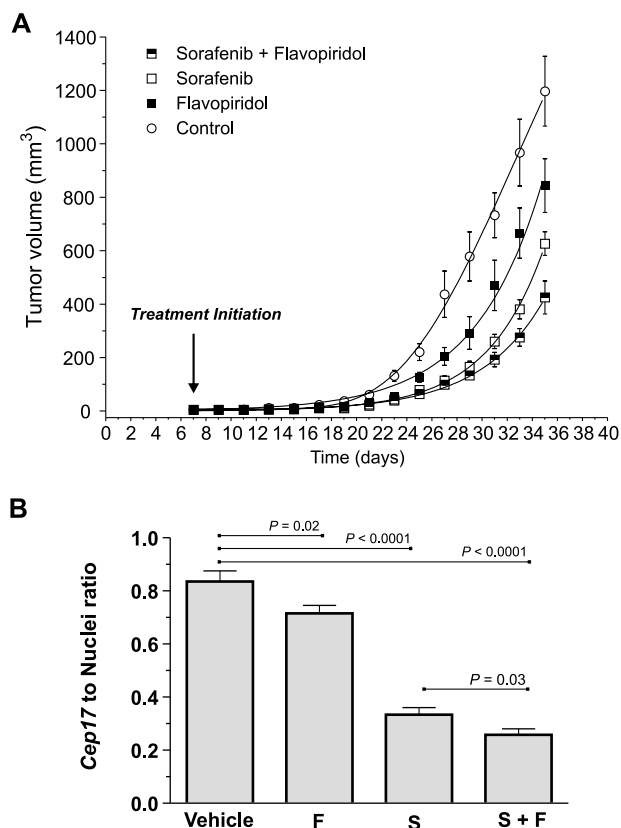 A
1400
1200
1000
800
600
400
200
0
Tumor volume (mm³)
Sorafenib + Flavopiridol
Sorafenib
Flavopiridol
Control
Treatment Initiation
0 2 4 6 8 10 12 14 16 18 20 22 24 26 28 30 32 34 36 38 40
Time (days)
B
1.0
0.8
0.6
0.4
0.2
0.0
Cep17 to Nuclei ratio
P = 0.02
P < 0.0001
P < 0.0001
P = 0.03
Vehicle F S S + F